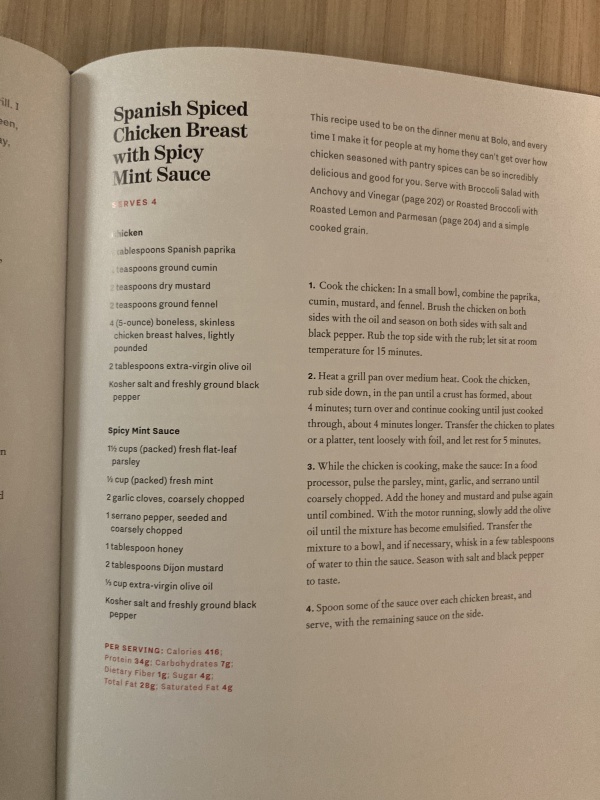 ill. I
een,
ay,
n
d
Spanish Spiced
Chicken Breast
with Spicy
Mint Sauce
SERVES 4
Chicken
tablespoons Spanish paprika
teaspoons ground cumin
2 teaspoons dry mustard
2 teaspoons ground fennel
4 (5-ounce) boneless, skinless
chicken breast halves, lightly
pounded
2 tablespoons extra-virgin olive oil
Kosher salt and freshly ground black
pepper
Spicy Mint Sauce
1½ cups (packed) fresh flat-leaf
parsley
cup (packed) fresh mint
2 garlic cloves, coarsely chopped
1 serrano pepper, seeded and
coarsely chopped
1 tablespoon honey
2 tablespoons Dijon mustard
cup extra-virgin olive oil
Kosher salt and freshly ground black
pepper
PER SERVING: Calories 416;
Protein 34g; Carbohydrates 7g;
Dietary Fiber 1g; Sugar 4g;
Total Fat 28g; Saturated Fat 4g
This recipe used to be on the dinner menu at Bolo, and every
time I make it for people at my home they can't get over how
chicken seasoned with pantry spices can be so incredibly
delicious and good for you. Serve with Broccoli Salad with
Anchovy and Vinegar (page 202) or Roasted Broccoli with
Roasted Lemon and Parmesan (page 204) and a simple
cooked grain.
1. Cook the chicken: In a small bowl, combine the paprika,
cumin, mustard, and fennel. Brush the chicken on both
sides with the oil and season on both sides with salt and
black pepper. Rub the top side with the rub; let sit at room
temperature for 15 minutes.
2. Heat a grill pan over medium heat. Cook the chicken,
rub side down, in the pan until a crust has formed, about
4 minutes; turn over and continue cooking until just cooked
through, about 4 minutes longer. Transfer the chicken to plates
or a platter, tent loosely with foil, and let rest for 5 minutes.
3. While the chicken is cooking, make the sauce: In a food
processor, pulse the parsley, mint, garlic, and serrano until
coarsely chopped. Add the honey and mustard and pulse again
until combined. With the motor running, slowly add the olive
oil until the mixture has become emulsified. Transfer the
mixture to a bowl, and if necessary, whisk in a few tablespoons
of water to thin the sauce. Season with salt and black pepper
to taste.
4. Spoon some of the sauce over each chicken breast, and
serve, with the remaining sauce on the side.